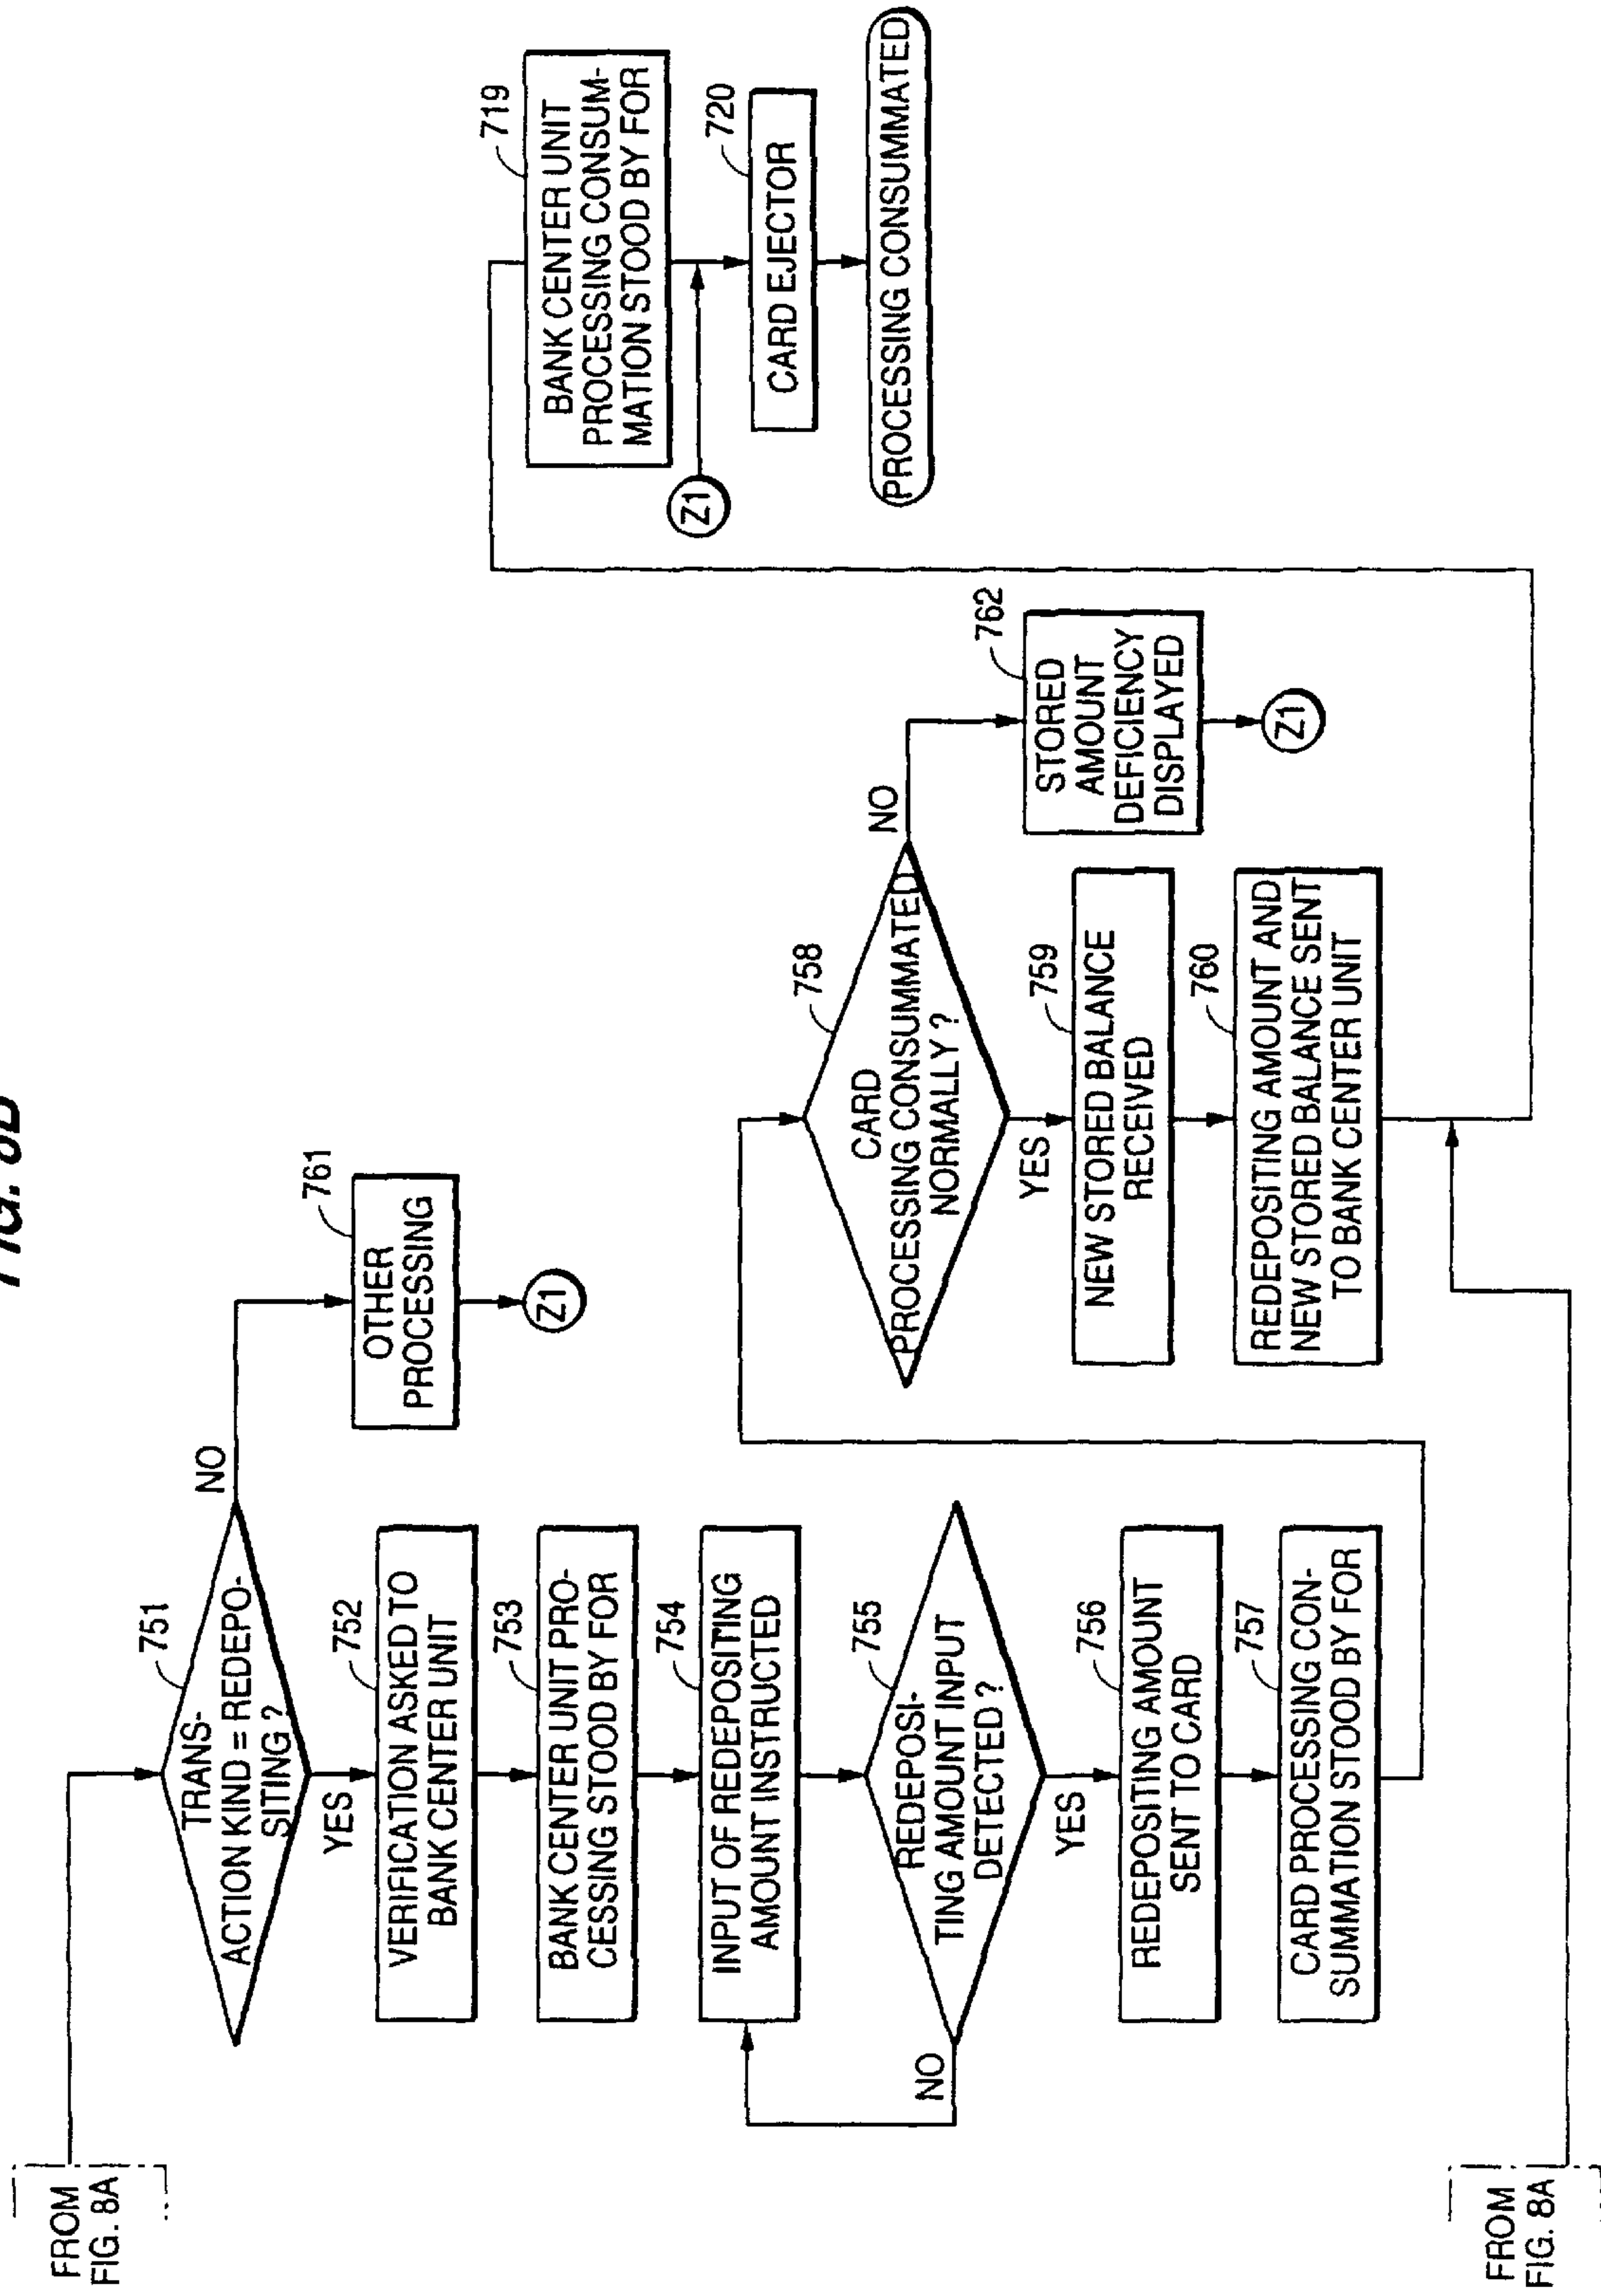 FIG. 8B
FROM
FIG. 8A
751
TRANS-
ACTION KIND = REDEPO-
SITING ?
NO
YES
761
OTHER
PROCESSING
Z1
752
VERIFICATION ASKED TO
BANK CENTER UNIT
753
BANK CENTER UNIT PRO-
CESSING STOOD BY FOR
754
INPUT OF REDEPOSITING
AMOUNT INSTRUCTED
755
REDEPOSI-
TING AMOUNT INPUT
DETECTED ?
NO
YES
756
REDEPOSITING AMOUNT
SENT TO CARD
757
CARD PROCESSING CON-
SUMMATION STOOD BY FOR
758
CARD
PROCESSING CONSUMMATED
NORMALLY ?
NO
YES
762
STORED
AMOUNT
DEFICIENCY
DISPLAYED
Z1
759
NEW STORED BALANCE
RECEIVED
760
REDEPOSITING AMOUNT AND
NEW STORED BALANCE SENT
TO BANK CENTER UNIT
FROM
FIG. 8A
719
BANK CENTER UNIT
PROCESSING CONSUM-
MATION STOOD BY FOR
Z1
720
CARD EJECTOR
PROCESSING CONSUMMATED